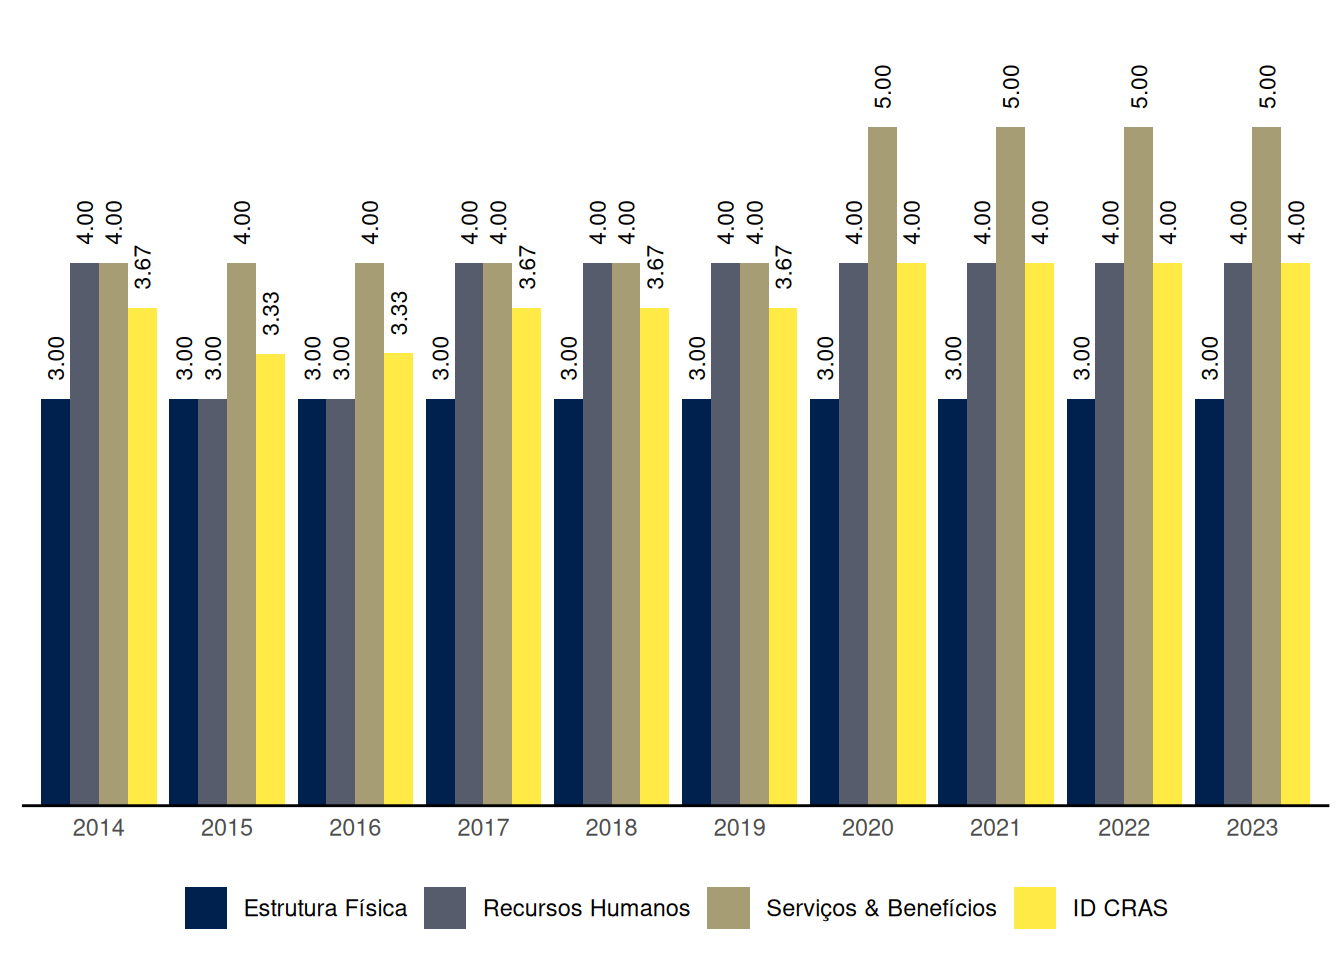 5.00 5.00 5.00 5.00
4.00 4.00 4.00 4.00 4.00 4.00 4.00 4.00 4.00 4.00 4.00 4.00 4.00 4.00 4.00 4.00 4.00 4.00
3.67 3.67 3.67 3.67
3.33 3.33
3.00 3.00 3.00 3.00 3.00 3.00 3.00 3.00 3.00 3.00 3.00 3.00
2014 2015 2016 2017 2018 2019 2020 2021 2022 2023
Estrutura Física Recursos Humanos Serviços & Benefícios ID CRAS